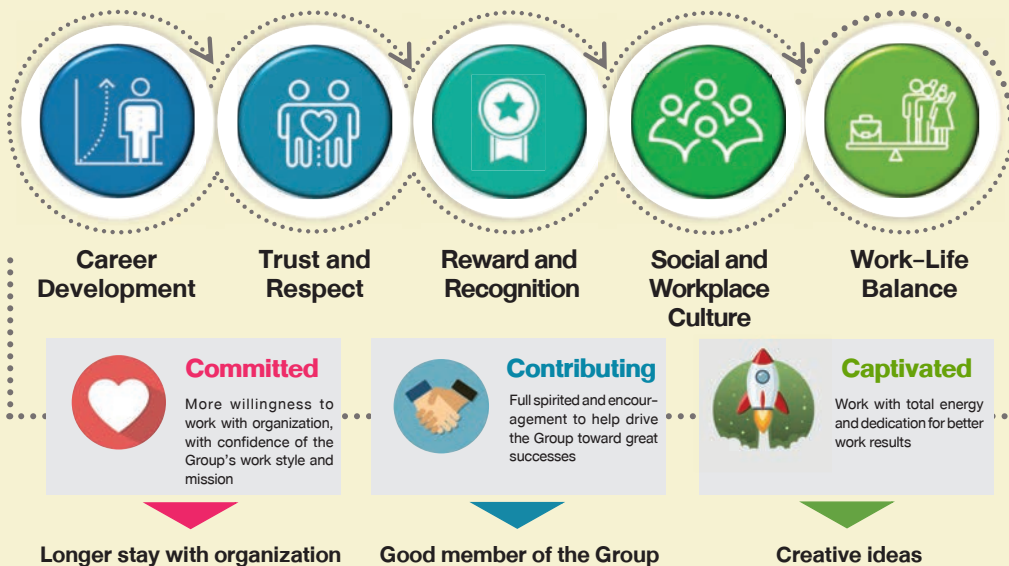 Career
Development
Trust and
Respect
Reward and
Recognition
Social and
Workplace
Culture
Work–Life
Balance
Committed
More willingness to
work with organization,
with confidence of the
Group's work style and
mission
Contributing
Full spirited and encour-
agement to help drive
the Group toward great
successes
Captivated
Work with total energy
and dedication for better
work results
Longer stay with organization
Good member of the Group
Creative ideas